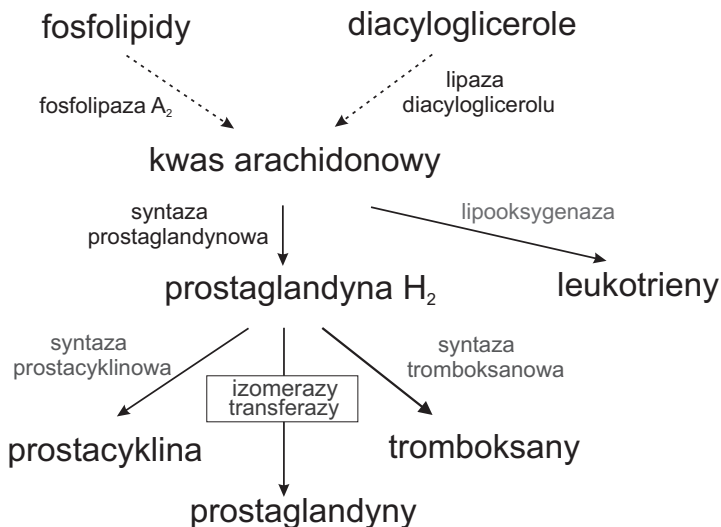 fosfolipidy
diacyloglicerole
fosfolipaza A₂
lipaza
diacyloglicerolu
kwas arachidonowy
syntaza
prostaglandynowa
lipooksygenaza
prostaglandyna H₂
leukotrieny
syntaza
prostacyklinowa
izomerazy
transferazy
syntaza
tromboksanowa
prostacyklina
tromboksany
prostaglandyny